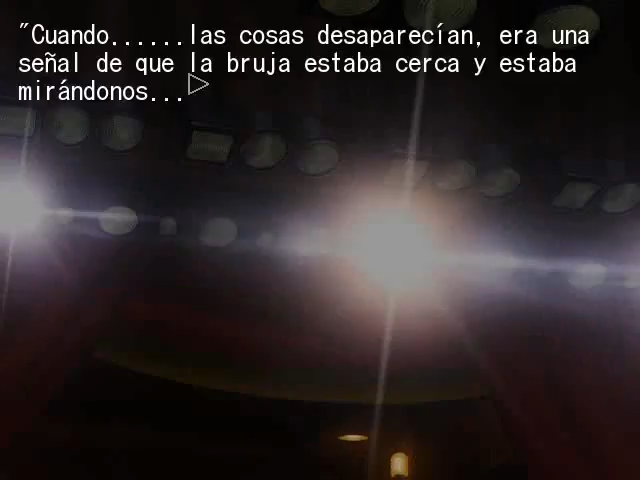 "Cuando......las cosas desaparecían, era una
señal de que la bruja estaba cerca y estaba
mirándonos...